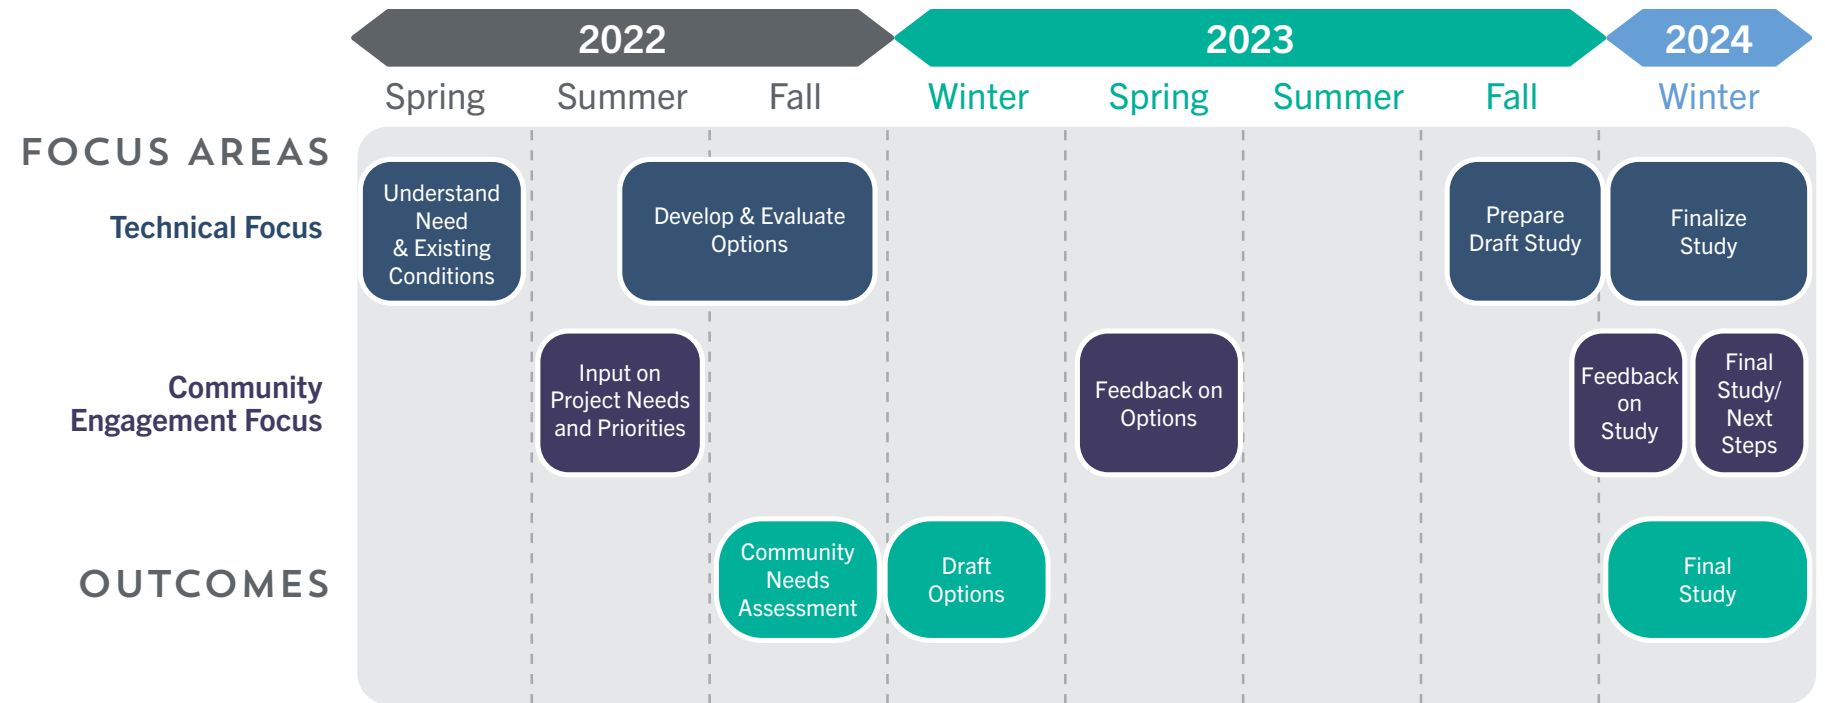 2022
2023
2024
Spring
Summer
Fall
Winter
Spring
Summer
Fall
Winter
FOCUS AREAS
Technical Focus
Understand
Need
& Existing
Conditions
Develop & Evaluate
Options
Prepare
Draft Study
Finalize
Study
Community
Engagement Focus
Input on
Project Needs
and Priorities
Feedback on
Options
Feedback
on
Study
Final
Study/
Next
Steps
OUTCOMES
Community
Needs
Assessment
Draft
Options
Final
Study